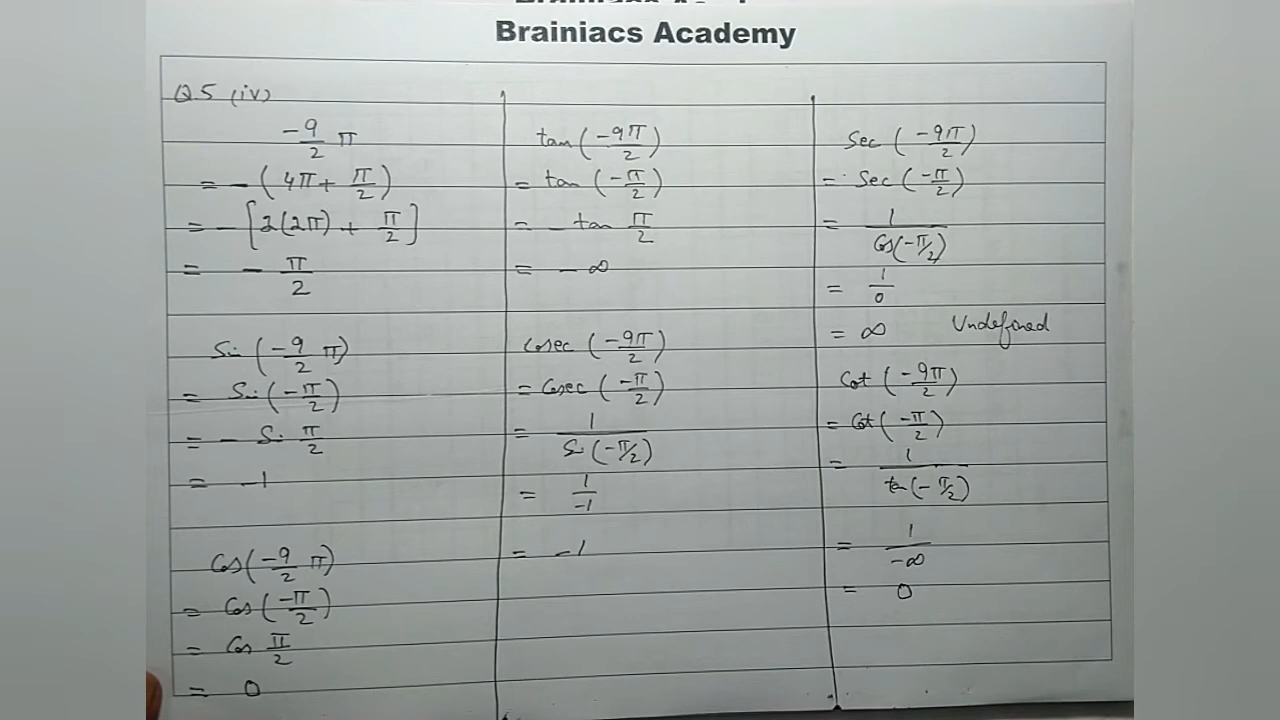 Brainiacs Academy
Q5 (iv)
-9/2 π
= - (4π + π/2)
= - [2(2π) + π/2]
= - π/2
Sin (-9/2 π)
= Sin (-π/2)
= - Sin π/2
= -1
Cos (-9/2 π)
= Cos (-π/2)
= Cos π/2
= 0
tan (-9π/2)
= tan (-π/2)
= - tan π/2
= - ∞
Cosec (-9π/2)
= Cosec (-π/2)
= 1/Sin (-π/2)
= 1/-1
= -1
Sec (-9π/2)
= Sec (-π/2)
= 1/Cos(-π/2)
= 1/0
= ∞ Undefined
Cot (-9π/2)
= Cot (-π/2)
= 1/tan (-π/2)
= 1/-∞
= 0